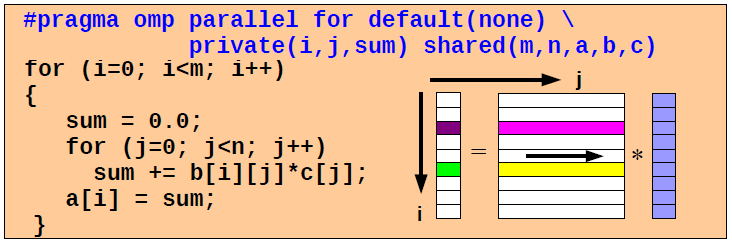 #pragma omp parallel for default(none) \
private(i,j,sum) shared(m,n,a,b,c)
for (i=0; i<m; i++)
{
sum = 0.0;
for (j=0; j<n; j++)
sum += b[i][j]*c[j];
a[i] = sum;
}
j
= *
i